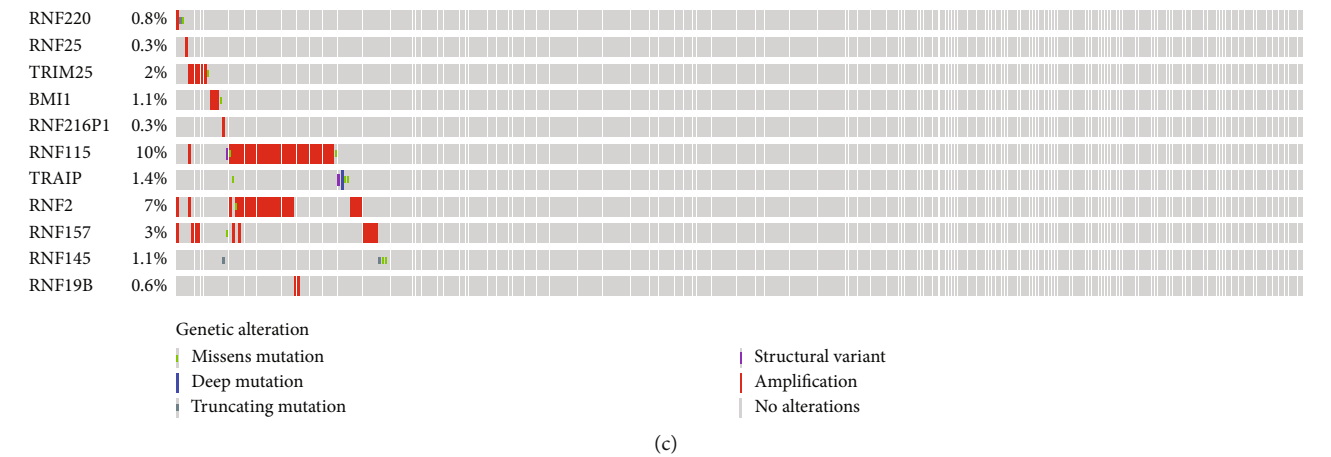 RNF220 0.8%
RNF25 0.3%
TRIM25 2%
BMI1 1.1%
RNF216P1 0.3%
RNF115 10%
TRAIP 1.4%
RNF2 7%
RNF157 3%
RNF145 1.1%
RNF19B 0.6%
Genetic alteration
Missens mutation Structural variant
Deep mutation Amplification
Truncating mutation No alterations
(c)